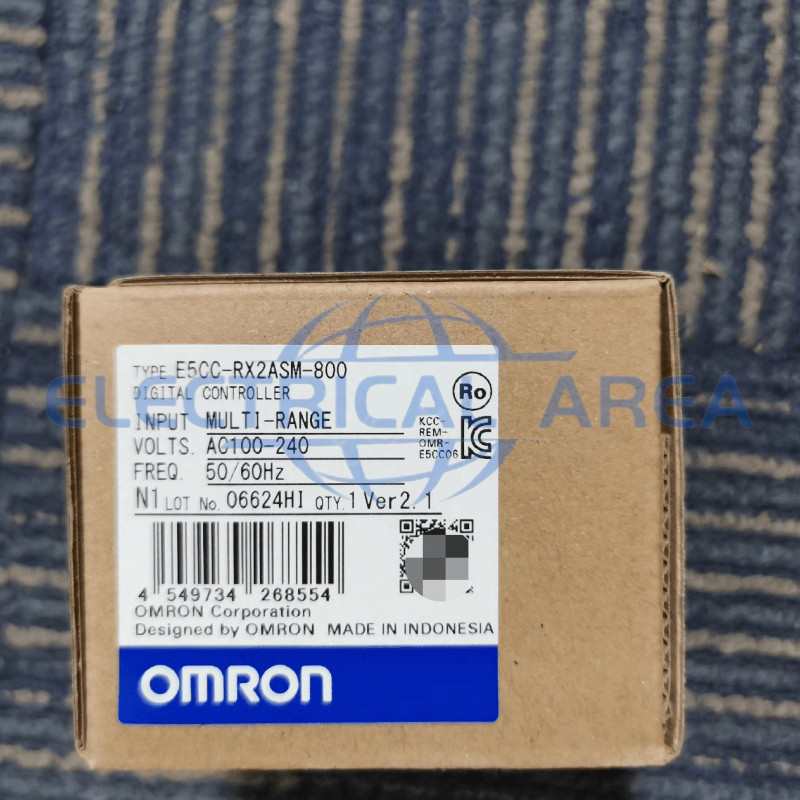 TYPE E5CC-RX2ASM-800
DIGITAL CONTROLLER
INPUT MULTI-RANGE
VOLTS. AC100-240
FREQ. 50/60Hz
N1 LOT No. 06624HI QTY. 1 Ver2.1
Ro
KCC-
REM-
OMR-
E5CC06
4 549734 268554
OMRON Corporation
Designed by OMRON MADE IN INDONESIA
OMRON
ELECTRICAL AREA